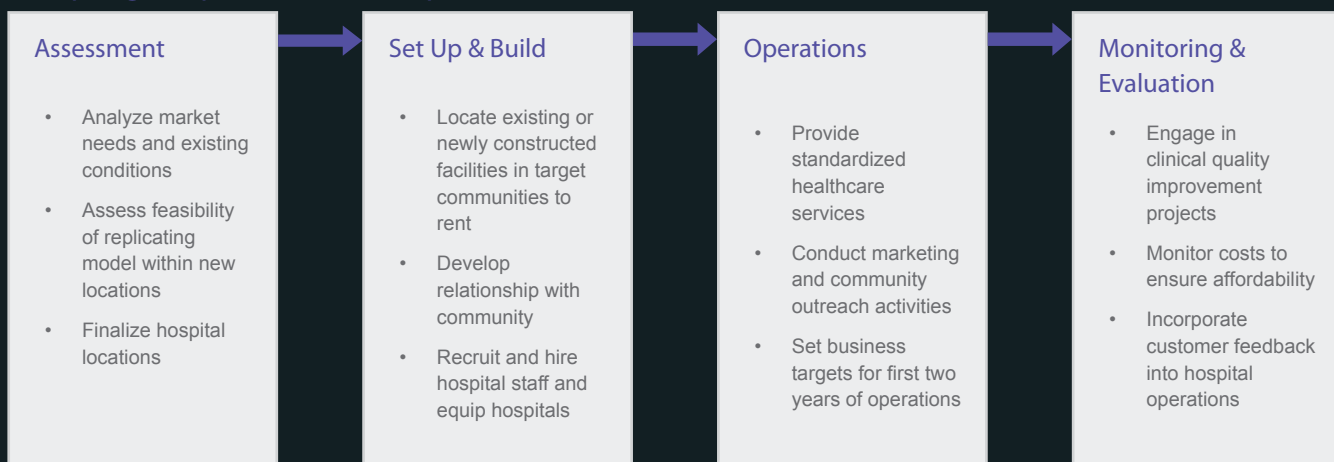 Assessment
• Analyze market
needs and existing
conditions
• Assess feasibility
of replicating
model within new
locations
• Finalize hospital
locations
Set Up & Build
• Locate existing or
newly constructed
facilities in target
communities to
rent
• Develop
relationship with
community
• Recruit and hire
hospital staff and
equip hospitals
Operations
• Provide
standardized
healthcare
services
• Conduct marketing
and community
outreach activities
• Set business
targets for first two
years of operations
Monitoring &
Evaluation
• Engage in
clinical quality
improvement
projects
• Monitor costs to
ensure affordability
• Incorporate
customer feedback
into hospital
operations